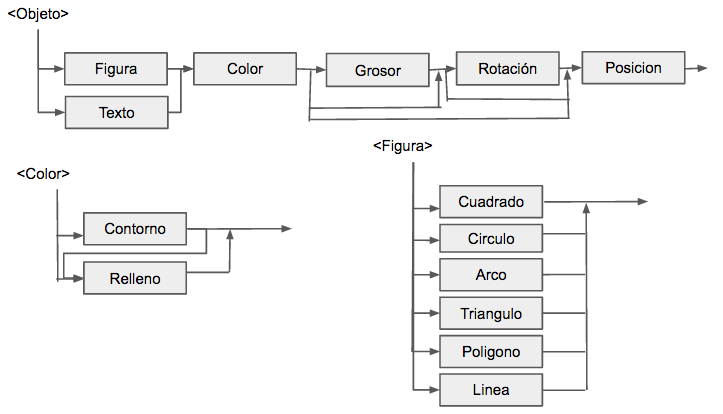 <Objeto>
Figura
Color
Grosor
Rotación
Posicion
Texto
<Figura>
<Color>
Cuadrado
Contorno
Circulo
Relleno
Arco
Triangulo
Poligono
Linea